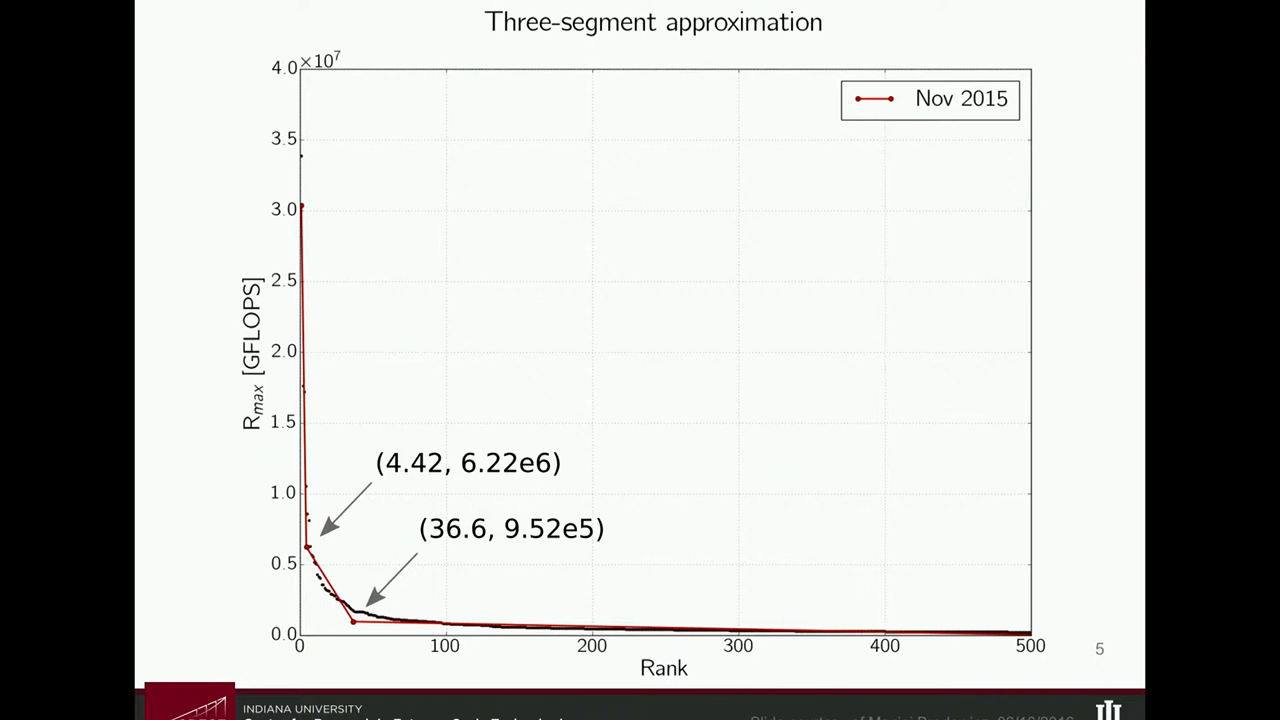 Three-segment approximation
4.0×10⁷
3.5
3.0
2.5
2.0
1.5
1.0
0.5
0.0
R_max [GFLOPS]
Nov 2015
(4.42, 6.22e6)
(36.6, 9.52e5)
0 100 200 300 400 500
Rank
5
INDIANA UNIVERSITY